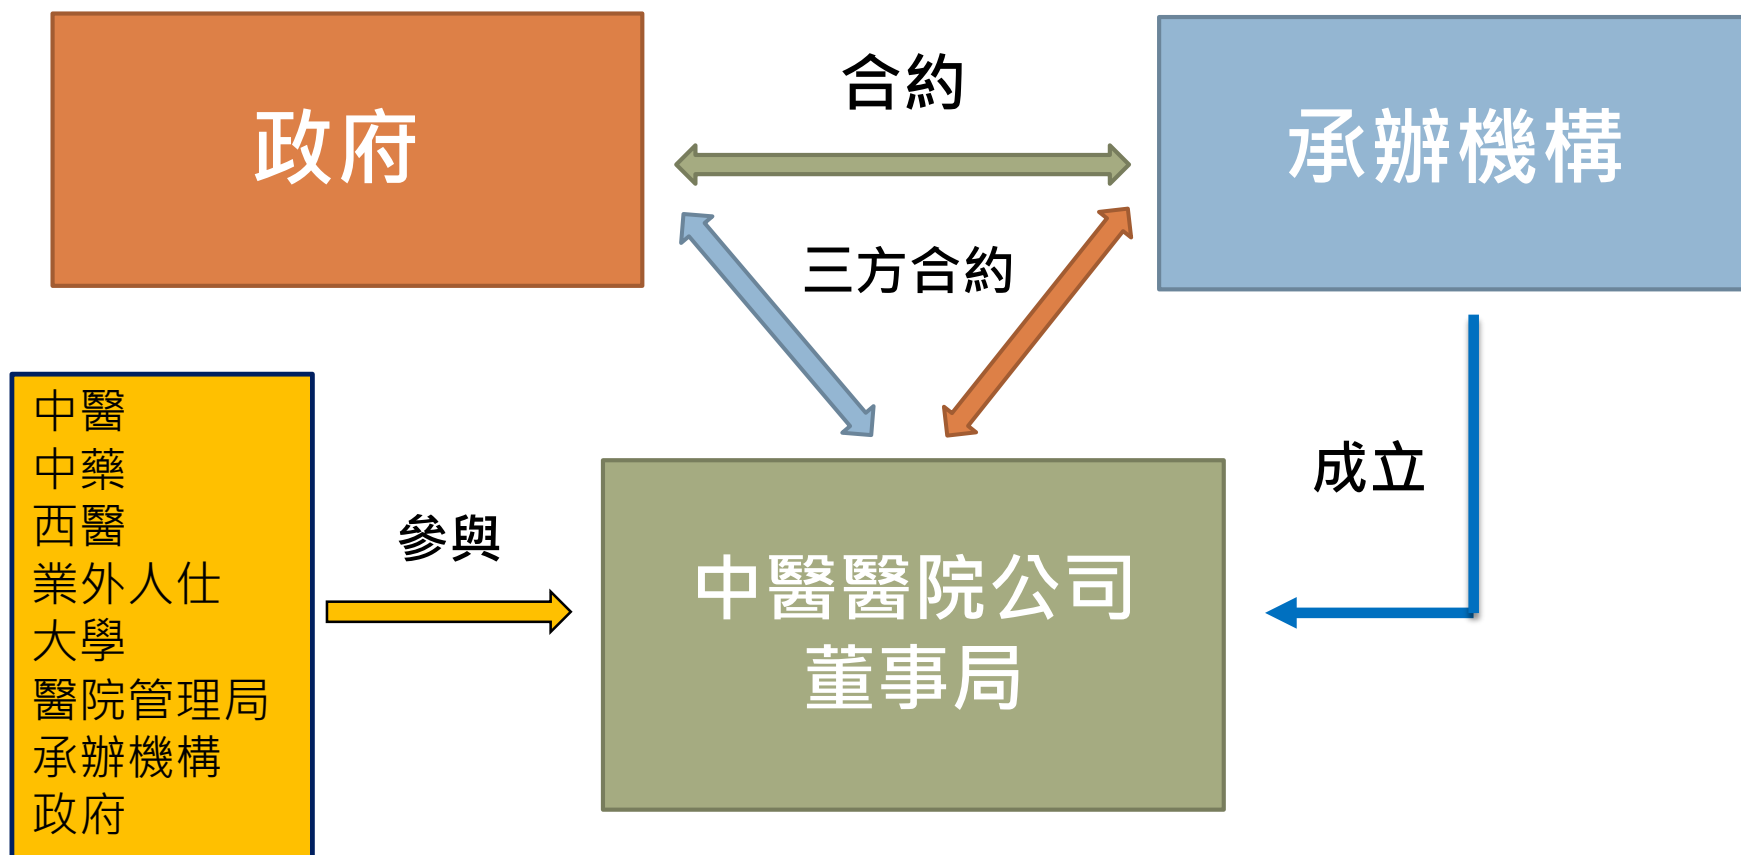 政府
合約
承辦機構
三方合約
中醫
中藥
西醫
業外人仕
大學
醫院管理局
承辦機構
政府
參與
成立
中醫醫院公司
董事局